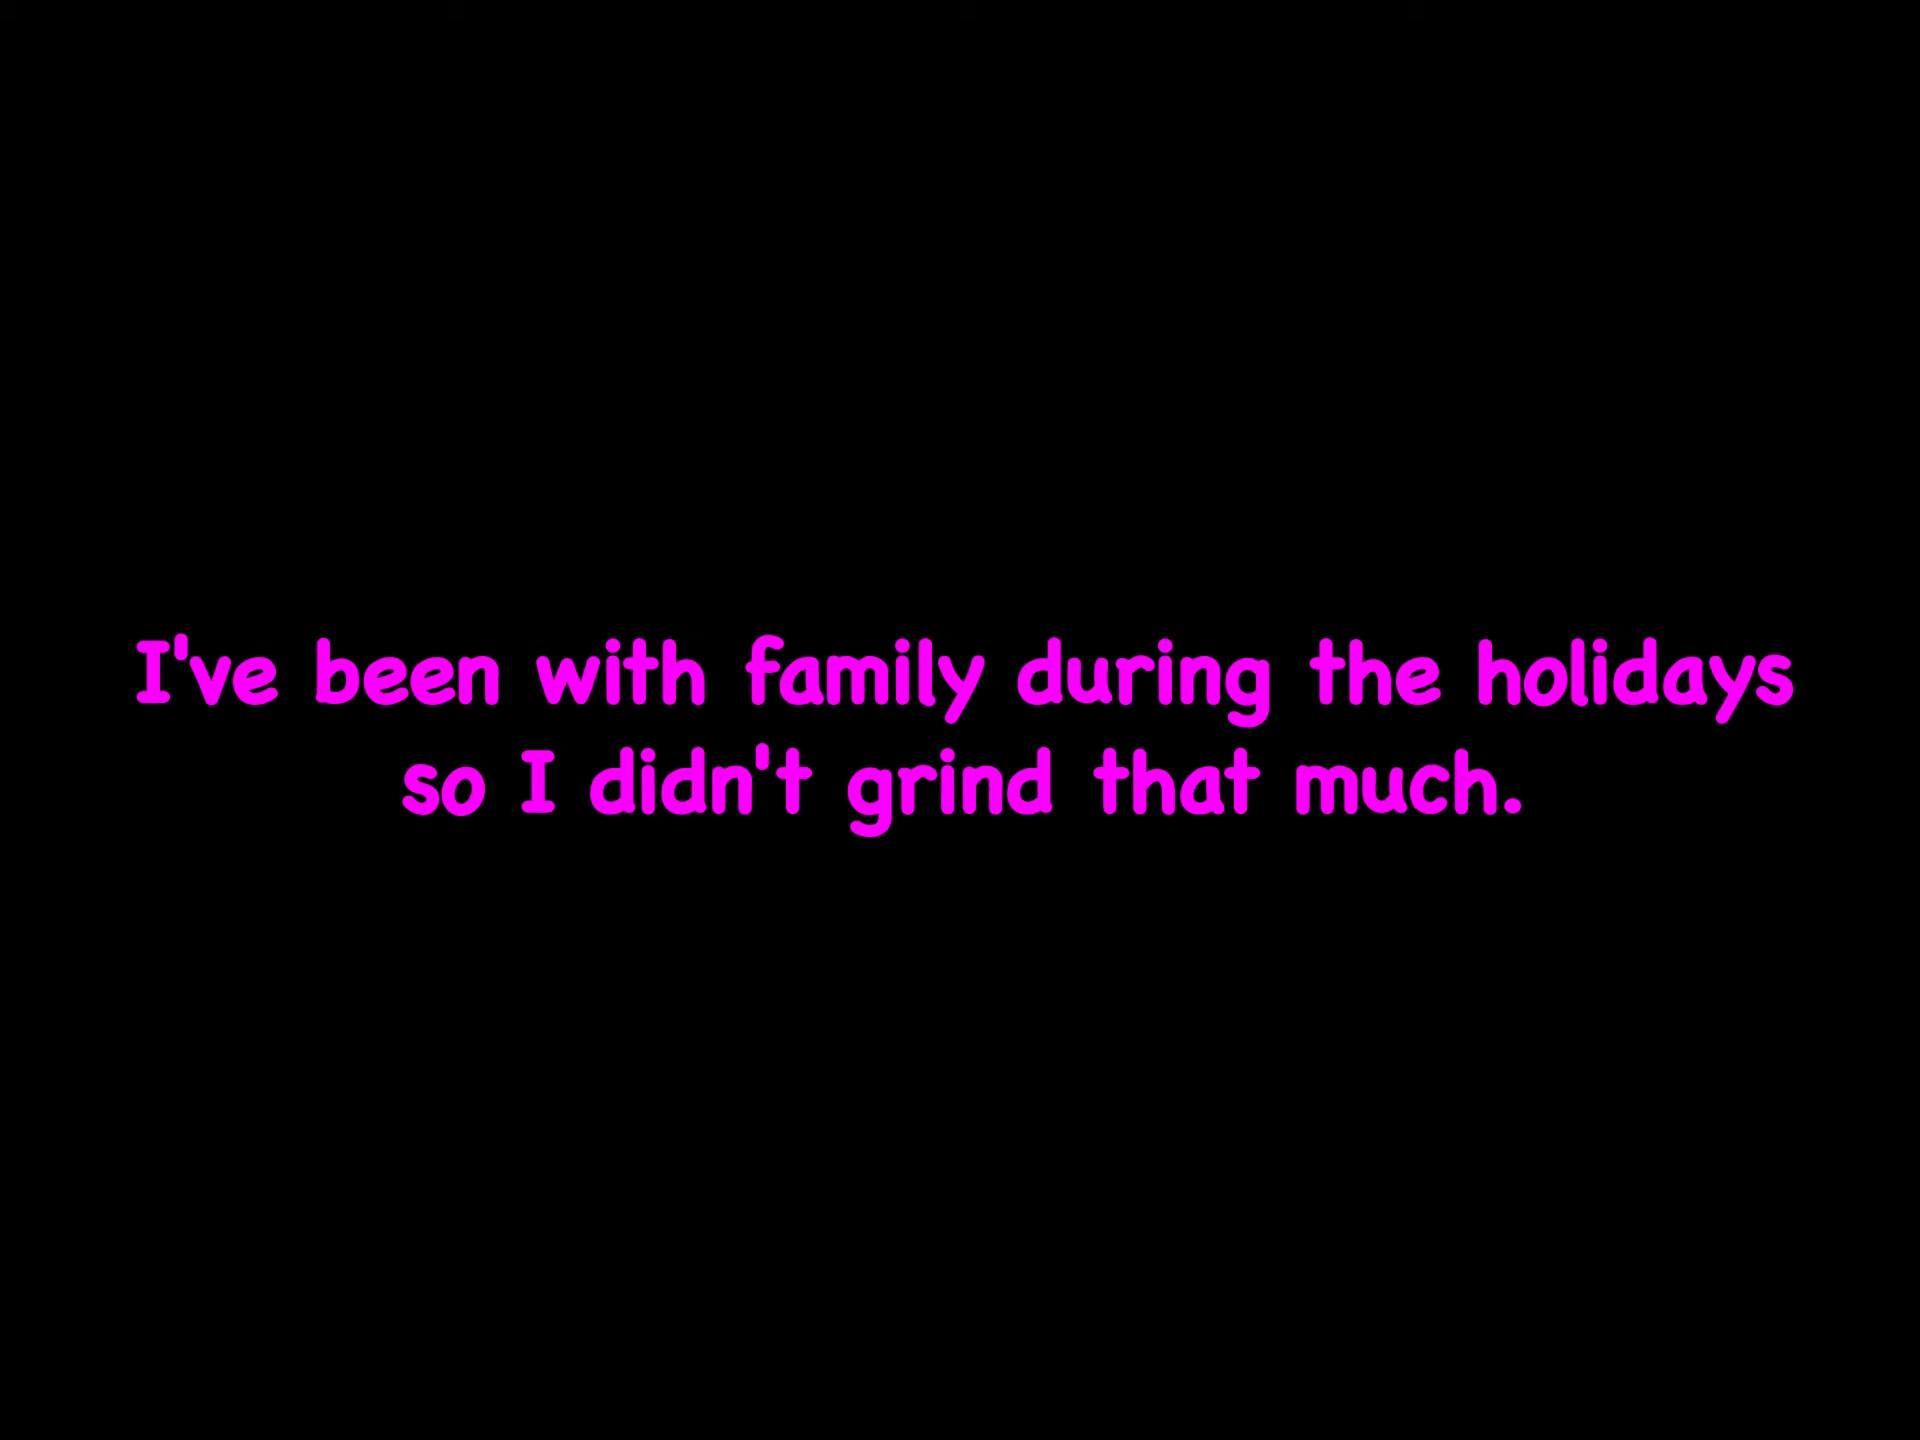 I've been with family during the holidays
so I didn't grind that much.